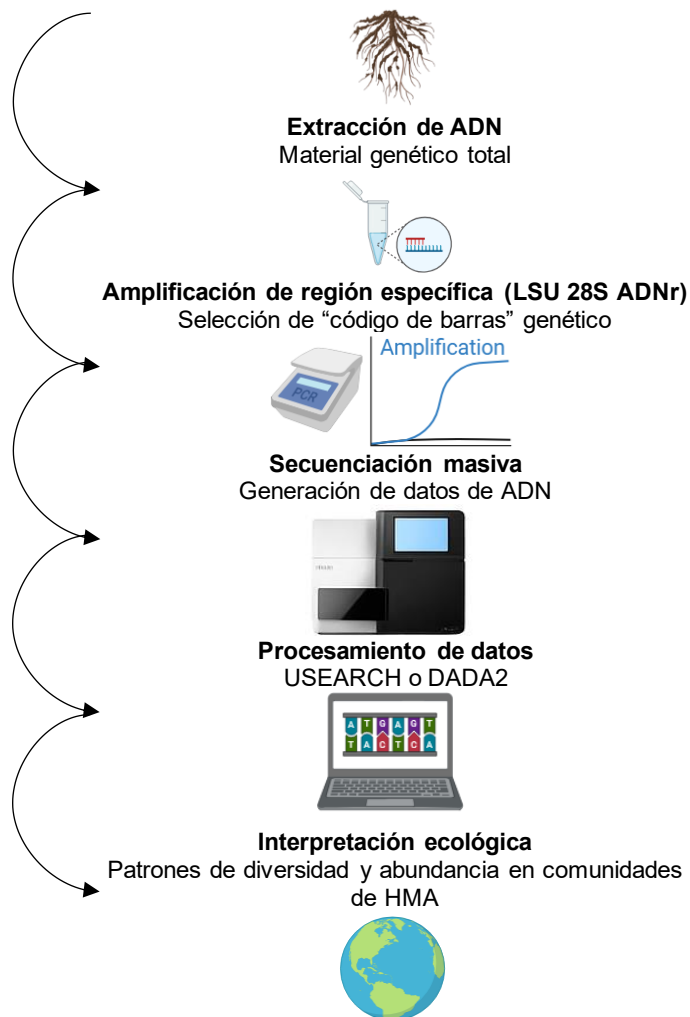 Extracción de ADN
Material genético total
Amplificación de región específica (LSU 28S ADNr)
Selección de “código de barras” genético
Amplification
PCR
Secuenciación masiva
Generación de datos de ADN
Procesamiento de datos
USEARCH o DADA2
A T G A G T
T A C T C A
Interpretación ecológica
Patrones de diversidad y abundancia en comunidades
de HMA